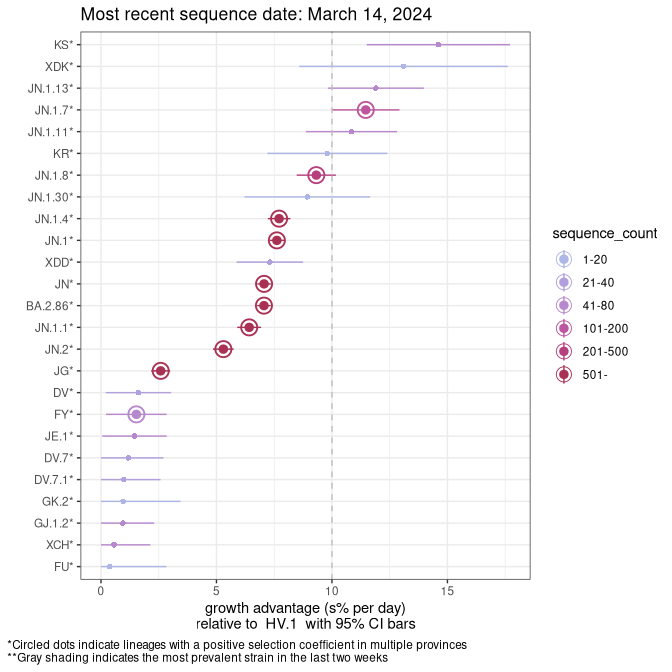 Most recent sequence date: March 14, 2024
KS*
XDK*
JN.1.13*
JN.1.7*
JN.1.11*
KR*
JN.1.8*
JN.1.30*
JN.1.4*
JN.1*
XDD*
JN*
BA.2.86*
JN.1.1*
JN.2*
JG*
DV*
FY*
JE.1*
DV.7*
DV.7.1*
GK.2*
GJ.1.2*
XCH*
FU*
0 5 10 15
growth advantage (s% per day)
relative to HV.1 with 95% CI bars
sequence_count
1-20
21-40
41-80
101-200
201-500
501-
*Circled dots indicate lineages with a positive selection coefficient in multiple provinces
**Gray shading indicates the most prevalent strain in the last two weeks